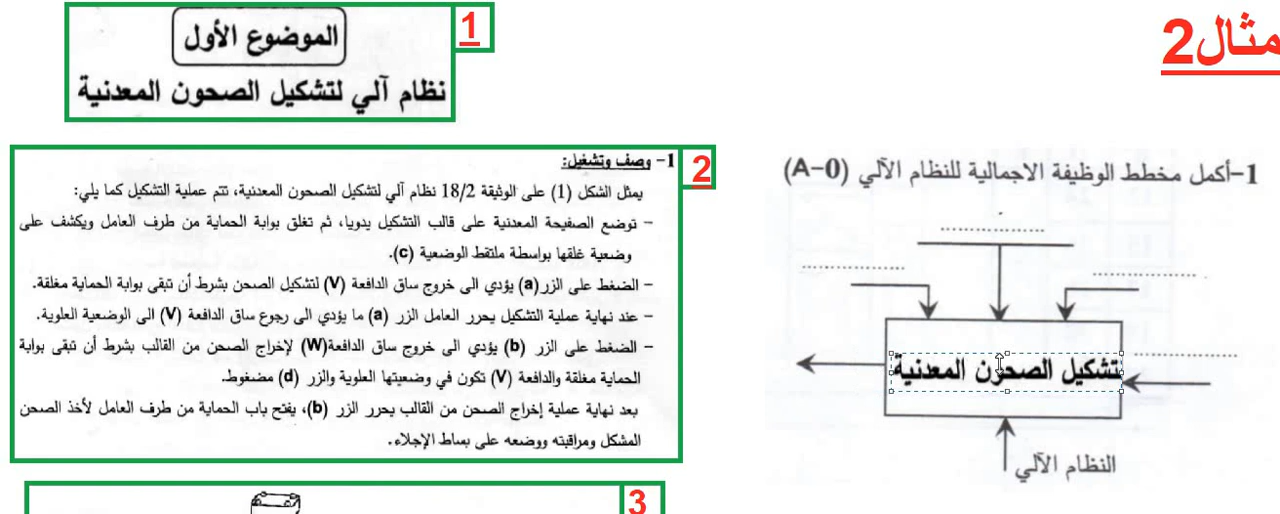 مثال2
1
الموضوع الأول
نظام آلي لتشكيل الصحون المعدنية
2
1- وصف وتشغيل:
يمثل الشكل (1) على الوثيقة 18/2 نظام آلي لتشكيل الصحون المعدنية، تتم عملية التشكيل كما يلي:
- توضع الصفيحة المعدنية على قالب التشكيل يدويا، ثم تغلق بوابة الحماية من طرف العامل ويكشف على
وضعية غلقها بواسطة ملتقط الوضعية (c).
- الضغط على الزر(a) يؤدي الى خروج ساق الدافعة (V) لتشكيل الصحن بشرط أن تبقى بوابة الحماية مغلقة.
- عند نهاية عملية التشكيل يحرر العامل الزر (a) ما يؤدي الى رجوع ساق الدافعة (V) الى الوضعية العلوية.
- الضغط على الزر (b) يؤدي الى خروج ساق الدافعة(W) لإخراج الصحن من القالب بشرط أن تبقى بوابة
الحماية مغلقة والدافعة (V) تكون في وضعيتها العلوية والزر (d) مضغوط.
بعد نهاية عملية إخراج الصحن من القالب يحرر الزر (b)، يفتح باب الحماية من طرف العامل لأخذ الصحن
المشكل ومراقبته ووضعه على بساط الإجلاء.
3
1-أكمل مخطط الوظيفة الاجمالية للنظام الآلي (A-0)
تشكيل الصحون المعدنية
النظام الآلي